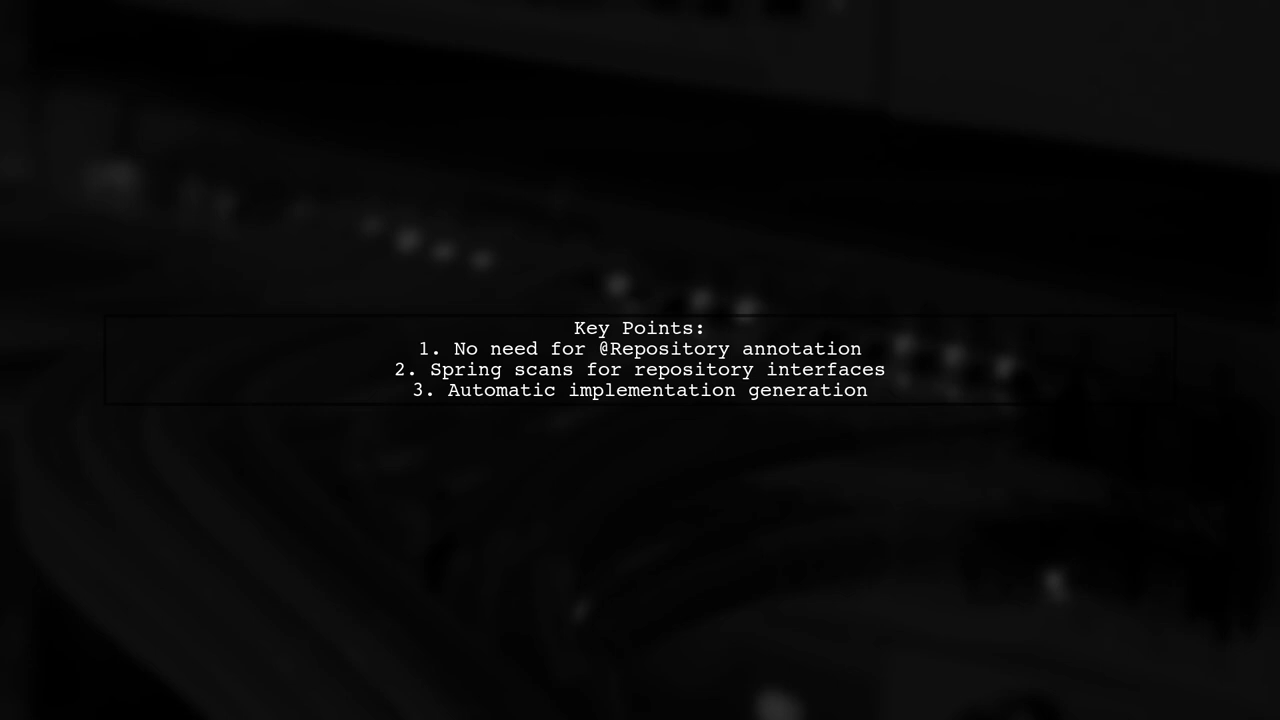 Key Points:
1. No need for @Repository annotation
2. Spring scans for repository interfaces
3. Automatic implementation generation